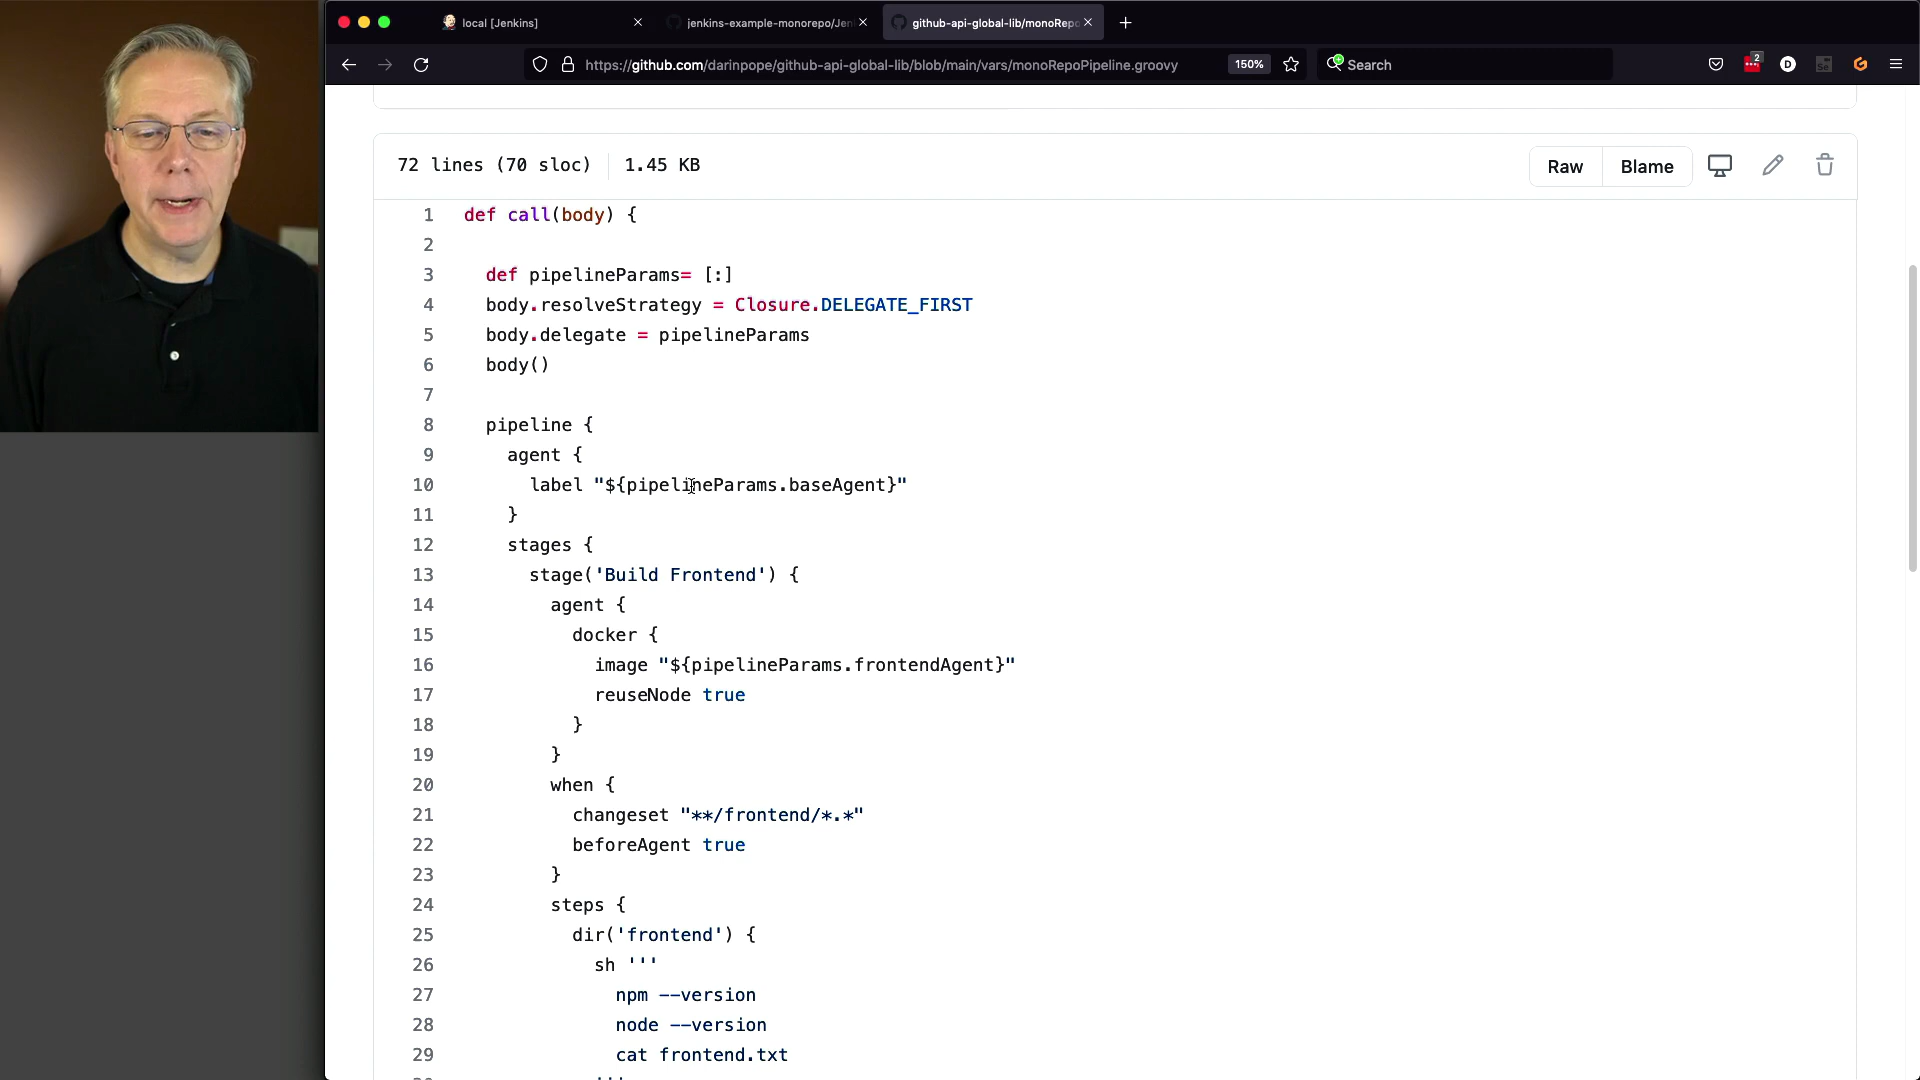 local [Jenkins]
jenkins-example-monorepo/Jen
github-api-global-lib/monoRepo
https://github.com/darinpope/github-api-global-lib/blob/main/vars/monoRepoPipeline.groovy
150%
Search
2
D
72 lines (70 sloc)
1.45 KB
Raw
Blame
1 def call(body) {
2
3 def pipelineParams= [:]
4 body.resolveStrategy = Closure.DELEGATE_FIRST
5 body.delegate = pipelineParams
6 body()
7
8 pipeline {
9 agent {
10 label "${pipelineParams.baseAgent}"
11 }
12 stages {
13 stage('Build Frontend') {
14 agent {
15 docker {
16 image "${pipelineParams.frontendAgent}"
17 reuseNode true
18 }
19 }
20 when {
21 changeset "**/frontend/*.*"
22 beforeAgent true
23 }
24 steps {
25 dir('frontend') {
26 sh '''
27 npm --version
28 node --version
29 cat frontend.txt